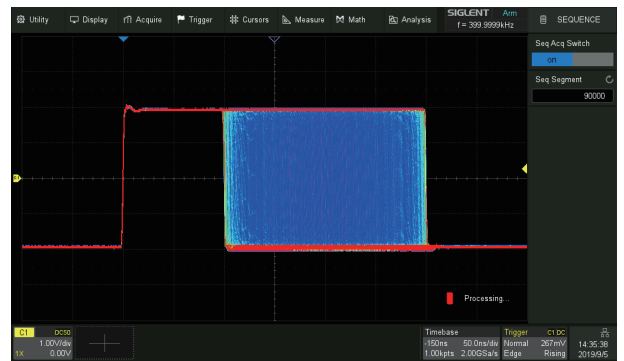 Utility Display Acquire Trigger Cursors Measure Math Analysis
SIGLENT Arm
f = 399.9999kHz
SEQUENCE
Seq Acq Switch
on
Seq Segment
90000
Processing...
C1 DC50
1.00V/div
1X 0.00V
Timebase
-150ns 50.0ns/div
1.00kpts 2.00GSa/s
Trigger C1 DC
Normal 267mV
Edge Rising
14:35:38
2019/9/5